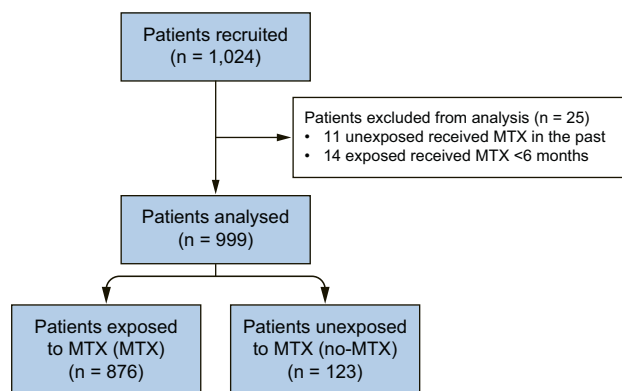 Patients recruited
(n = 1,024)
Patients excluded from analysis (n = 25)
• 11 unexposed received MTX in the past
• 14 exposed received MTX <6 months
Patients analysed
(n = 999)
Patients exposed
to MTX (MTX)
(n = 876)
Patients unexposed
to MTX (no-MTX)
(n = 123)